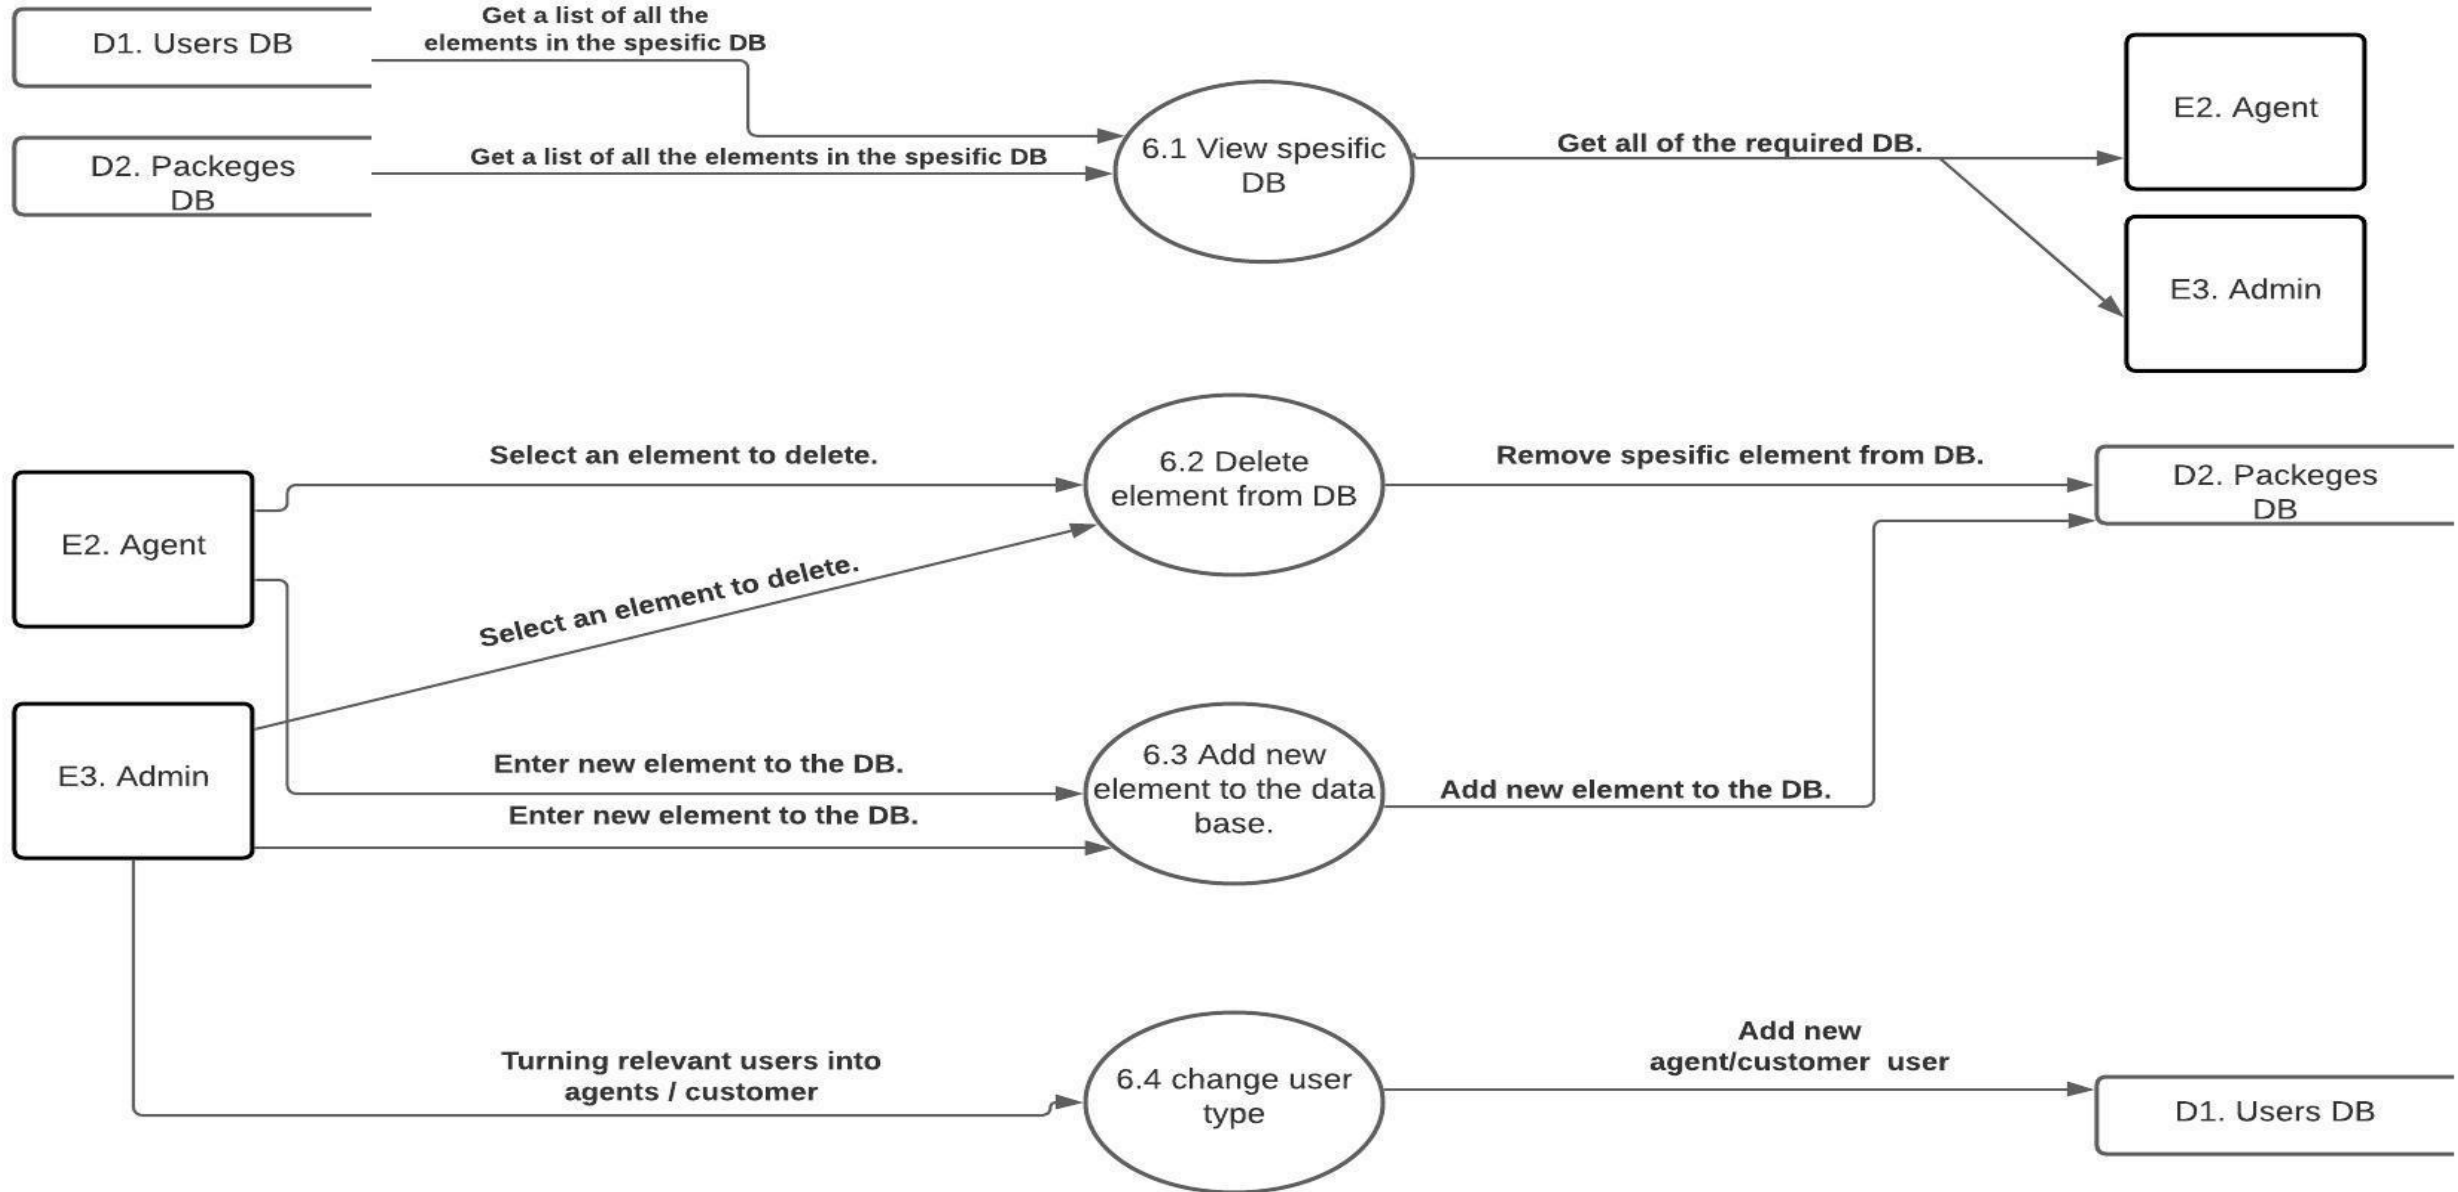 D1. Users DB
Get a list of all the
elements in the spesific DB
D2. Packeges
DB
Get a list of all the elements in the spesific DB
6.1 View spesific
DB
Get all of the required DB.
E2. Agent
E3. Admin
E2. Agent
Select an element to delete.
6.2 Delete
element from DB
Remove spesific element from DB.
D2. Packeges
DB
Select an element to delete.
E3. Admin
Enter new element to the DB.
Enter new element to the DB.
6.3 Add new
element to the data
base.
Add new element to the DB.
Turning relevant users into
agents / customer
6.4 change user
type
Add new
agent/customer  user
D1. Users DB